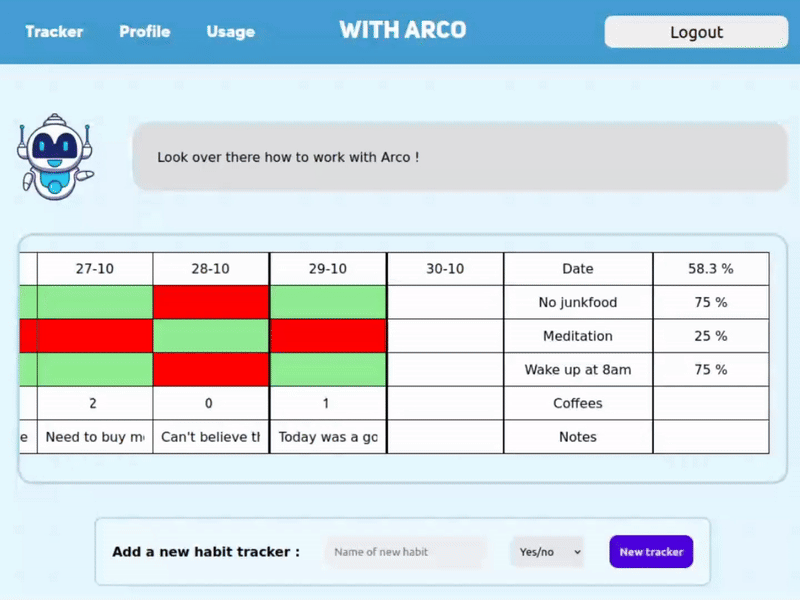 Tracker Profile Usage WITH ARCO Logout
Look over there how to work with Arco !
27-10 28-10 29-10 30-10 Date 58.3 %
No junkfood 75 %
Meditation 25 %
Wake up at 8am 75 %
2 0 1 Coffees
e Need to buy Can't believe Today was a Notes
Add a new habit tracker : Name of new habit Yes/no New tracker